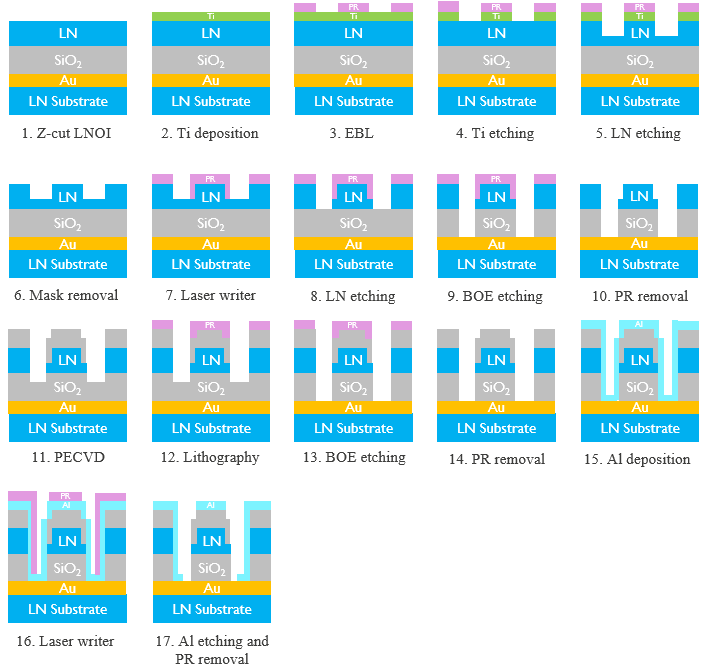 LN
SiO2
Au
LN Substrate
1. Z-cut LNOI
Ti
LN
SiO2
Au
LN Substrate
2. Ti deposition
PR
Ti
LN
SiO2
Au
LN Substrate
3. EBL
PR
Ti
LN
SiO2
Au
LN Substrate
4. Ti etching
PR
Ti
LN
SiO2
Au
LN Substrate
5. LN etching
LN
SiO2
Au
LN Substrate
6. Mask removal
PR
LN
SiO2
Au
LN Substrate
7. Laser writer
PR
LN
SiO2
Au
LN Substrate
8. LN etching
PR
LN
SiO2
Au
LN Substrate
9. BOE etching
LN
SiO2
Au
LN Substrate
10. PR removal
LN
SiO2
Au
LN Substrate
11. PECVD
PR
LN
SiO2
Au
LN Substrate
12. Lithography
PR
LN
SiO2
Au
LN Substrate
13. BOE etching
LN
SiO2
Au
LN Substrate
14. PR removal
Al
LN
SiO2
Au
LN Substrate
15. Al deposition
PR
Al
LN
SiO2
Au
LN Substrate
16. Laser writer
Al
LN
SiO2
Au
LN Substrate
17. Al etching and
PR removal